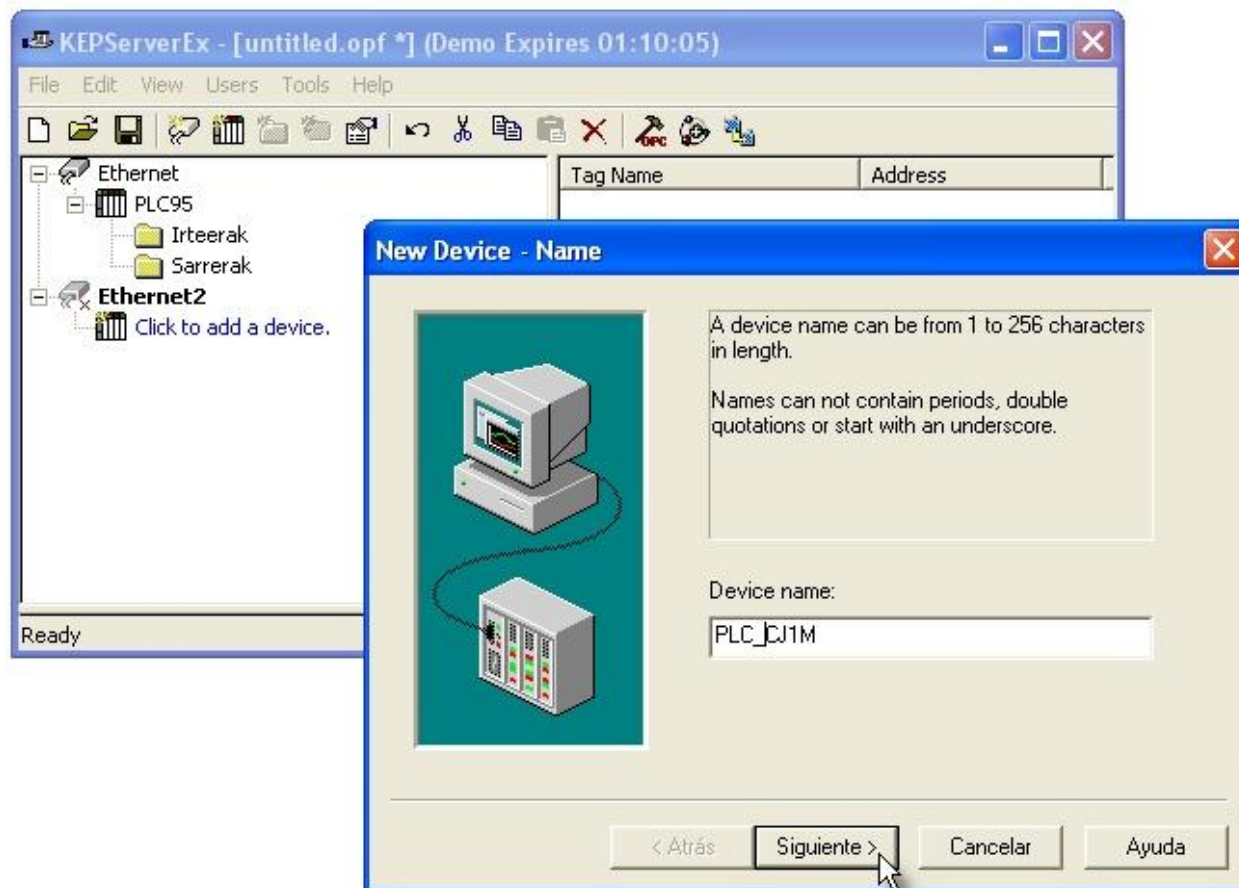 KEPServerEx - [untitled.opf *] (Demo Expires 01:10:05)
File Edit View Users Tools Help
OPC
Ethernet
PLC95
Irteerak
Sarrerak
Ethernet2
Click to add a device.
Tag Name Address
Ready
New Device - Name
A device name can be from 1 to 256 characters
in length.
Names can not contain periods, double
quotations or start with an underscore.
Device name:
PLC_CJ1M
< Atrás Siguiente > Cancelar Ayuda